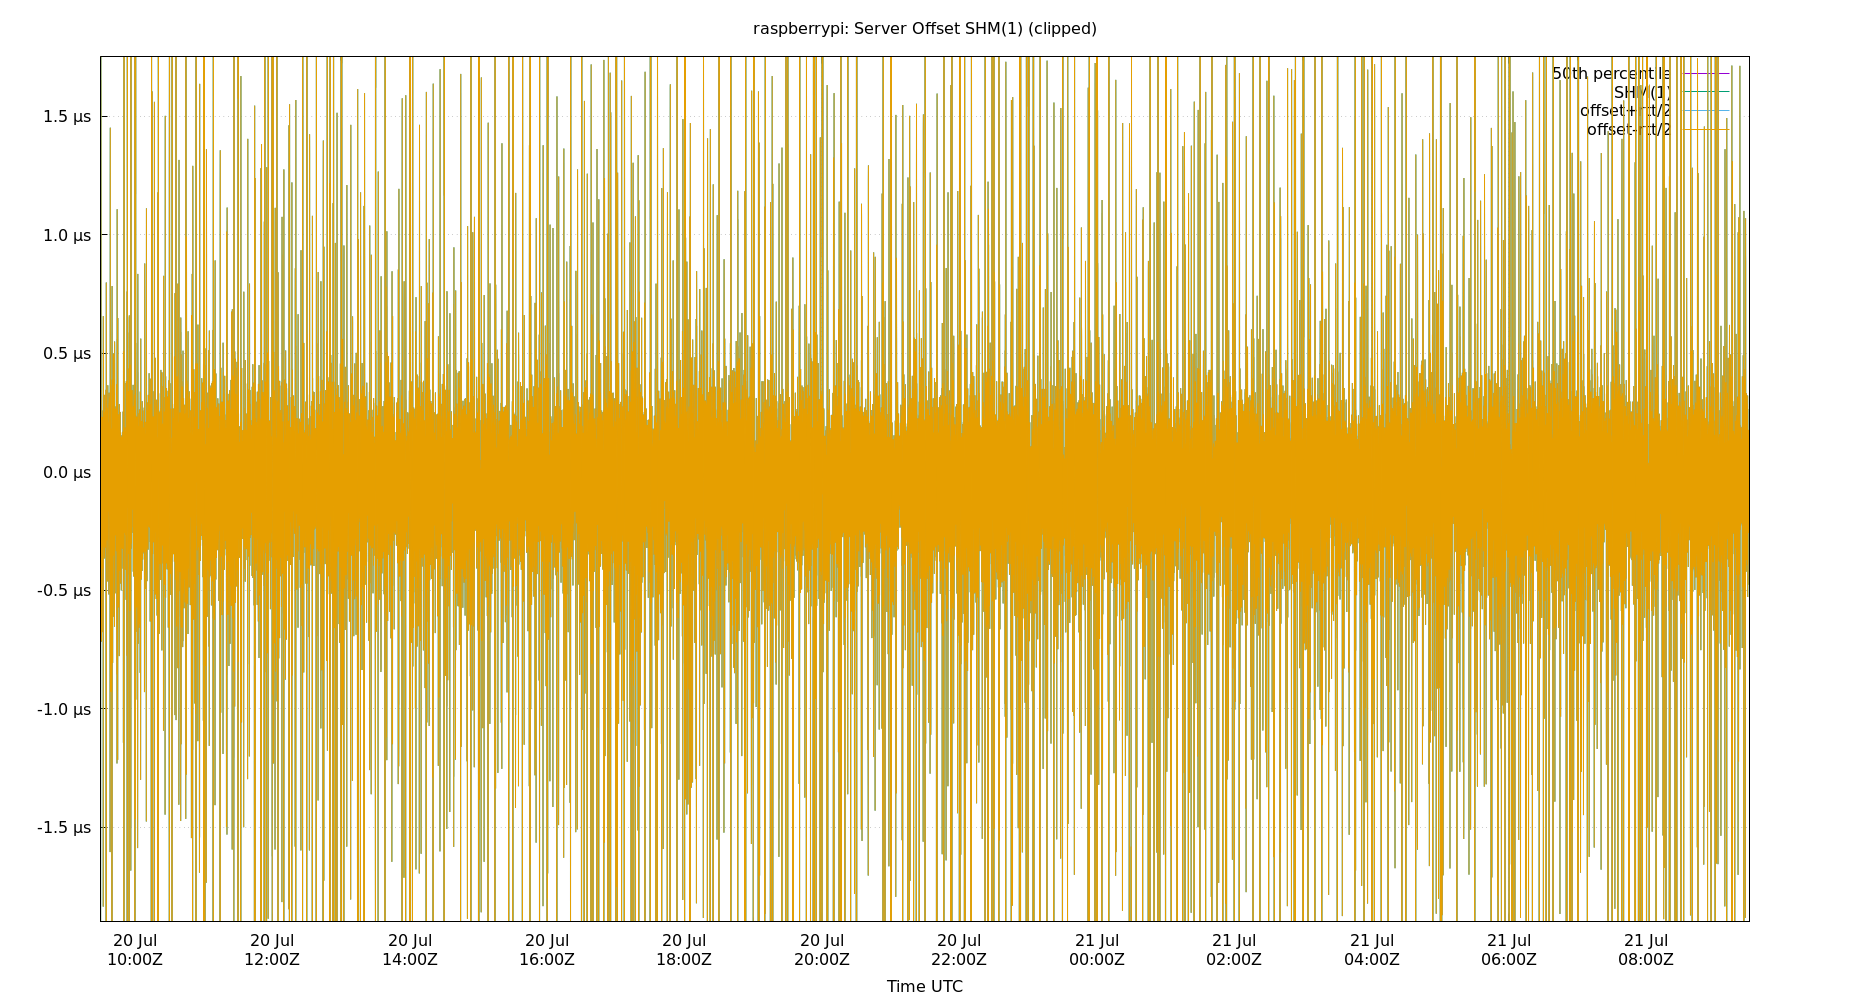 raspberrypi: Server Offset SHM(1) (clipped)
50th percentile
SHM(1)
offset+rtt/2
offset-rtt/2
1.5 µs
1.0 µs
0.5 µs
0.0 µs
-0.5 µs
-1.0 µs
-1.5 µs
20 Jul 20 Jul 20 Jul 20 Jul 20 Jul 20 Jul 20 Jul 21 Jul 21 Jul 21 Jul 21 Jul 21 Jul
10:00Z 12:00Z 14:00Z 16:00Z 18:00Z 20:00Z 22:00Z 00:00Z 02:00Z 04:00Z 06:00Z 08:00Z
Time UTC